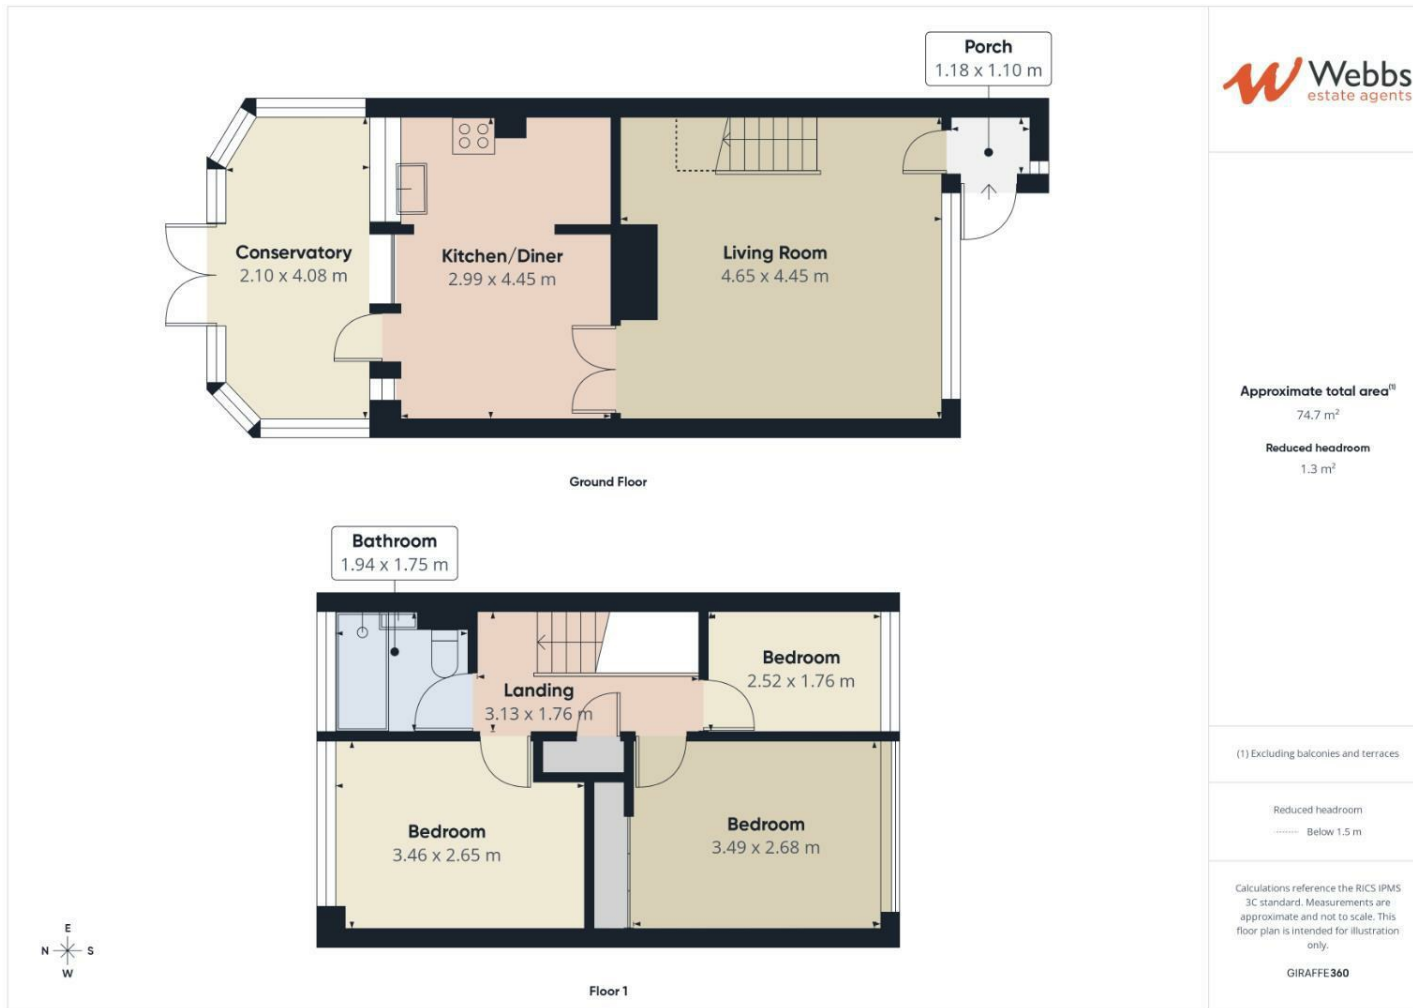 Porch
1.18 x 1.10 m
Webbs
estate agents
Conservatory
2.10 x 4.08 m
Kitchen/Diner
2.99 x 4.45 m
Living Room
4.65 x 4.45 m
Approximate total area(1)
74.7 m²
Reduced headroom
1.3 m²
Ground Floor
Bathroom
1.94 x 1.75 m
Landing
3.13 x 1.76 m
Bedroom
2.52 x 1.76 m
Bedroom
3.46 x 2.65 m
Bedroom
3.49 x 2.68 m
(1) Excluding balconies and terraces
Reduced headroom
Below 1.5 m
Calculations reference the RICS IPMS
3C standard. Measurements are
approximate and not to scale. This
floor plan is intended for illustration
only.
GIRAFFE360
E
N S
W
Floor 1